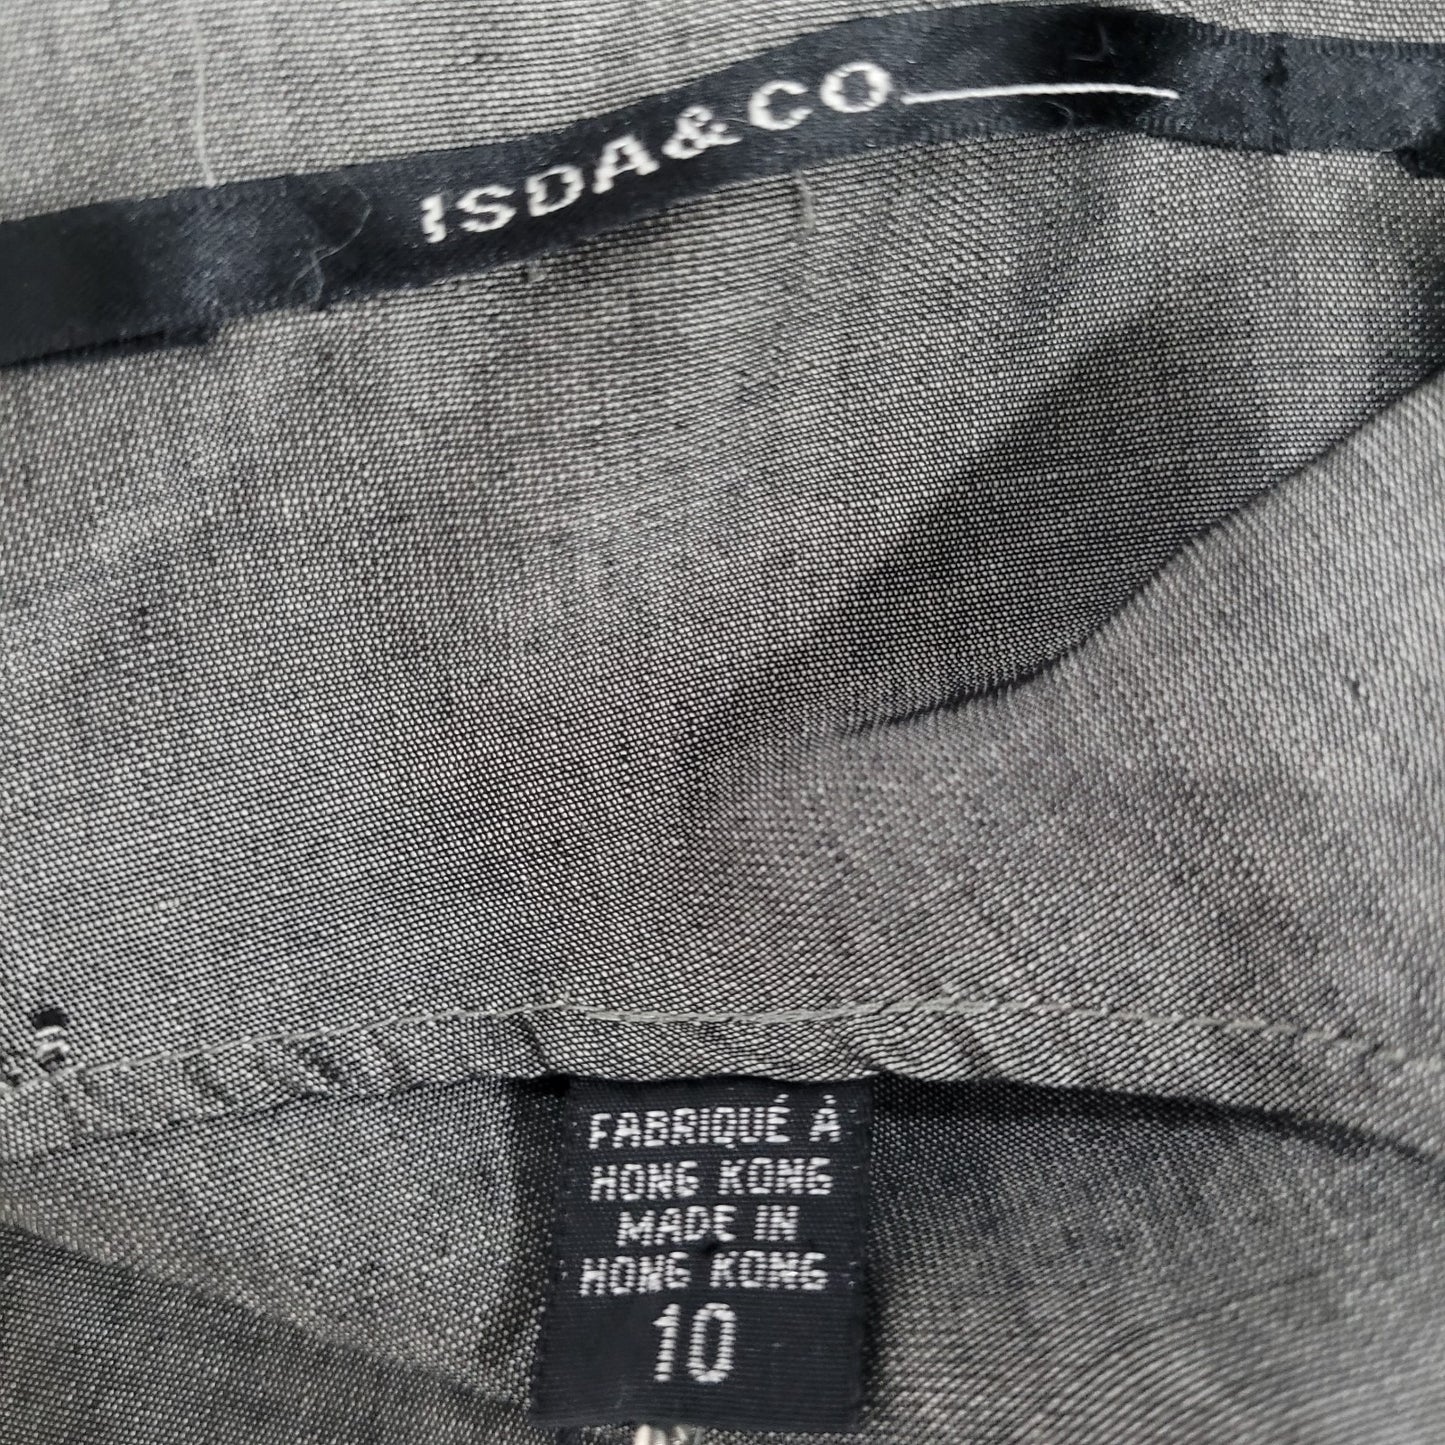 ISDA&CO
FABRIQUÉ À
HONG KONG
MADE IN
HONG KONG
10